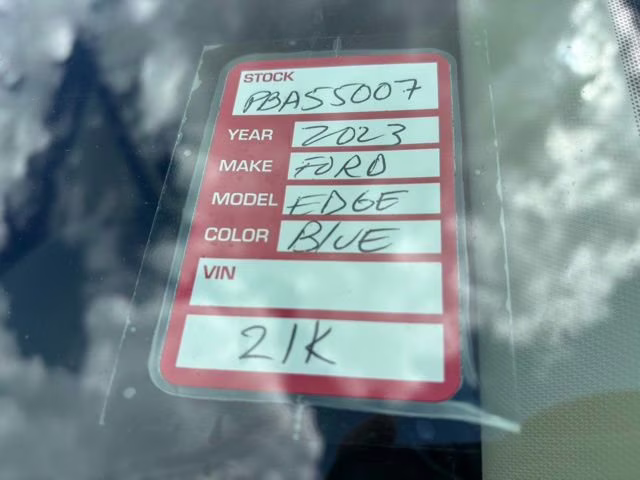 STOCK
PBA55007
YEAR 2023
MAKE FORD
MODEL EDGE
COLOR BLUE
VIN
21K